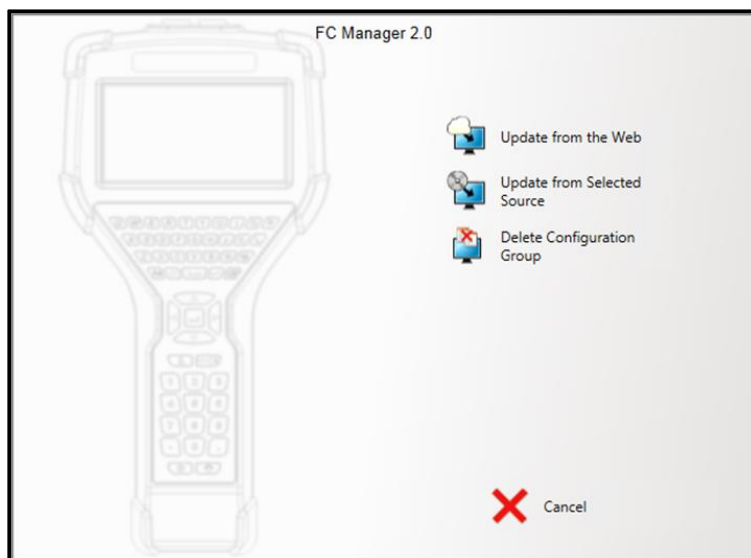 FC Manager 2.0
Update from the Web
Update from Selected
Source
Delete Configuration
Group
Cancel